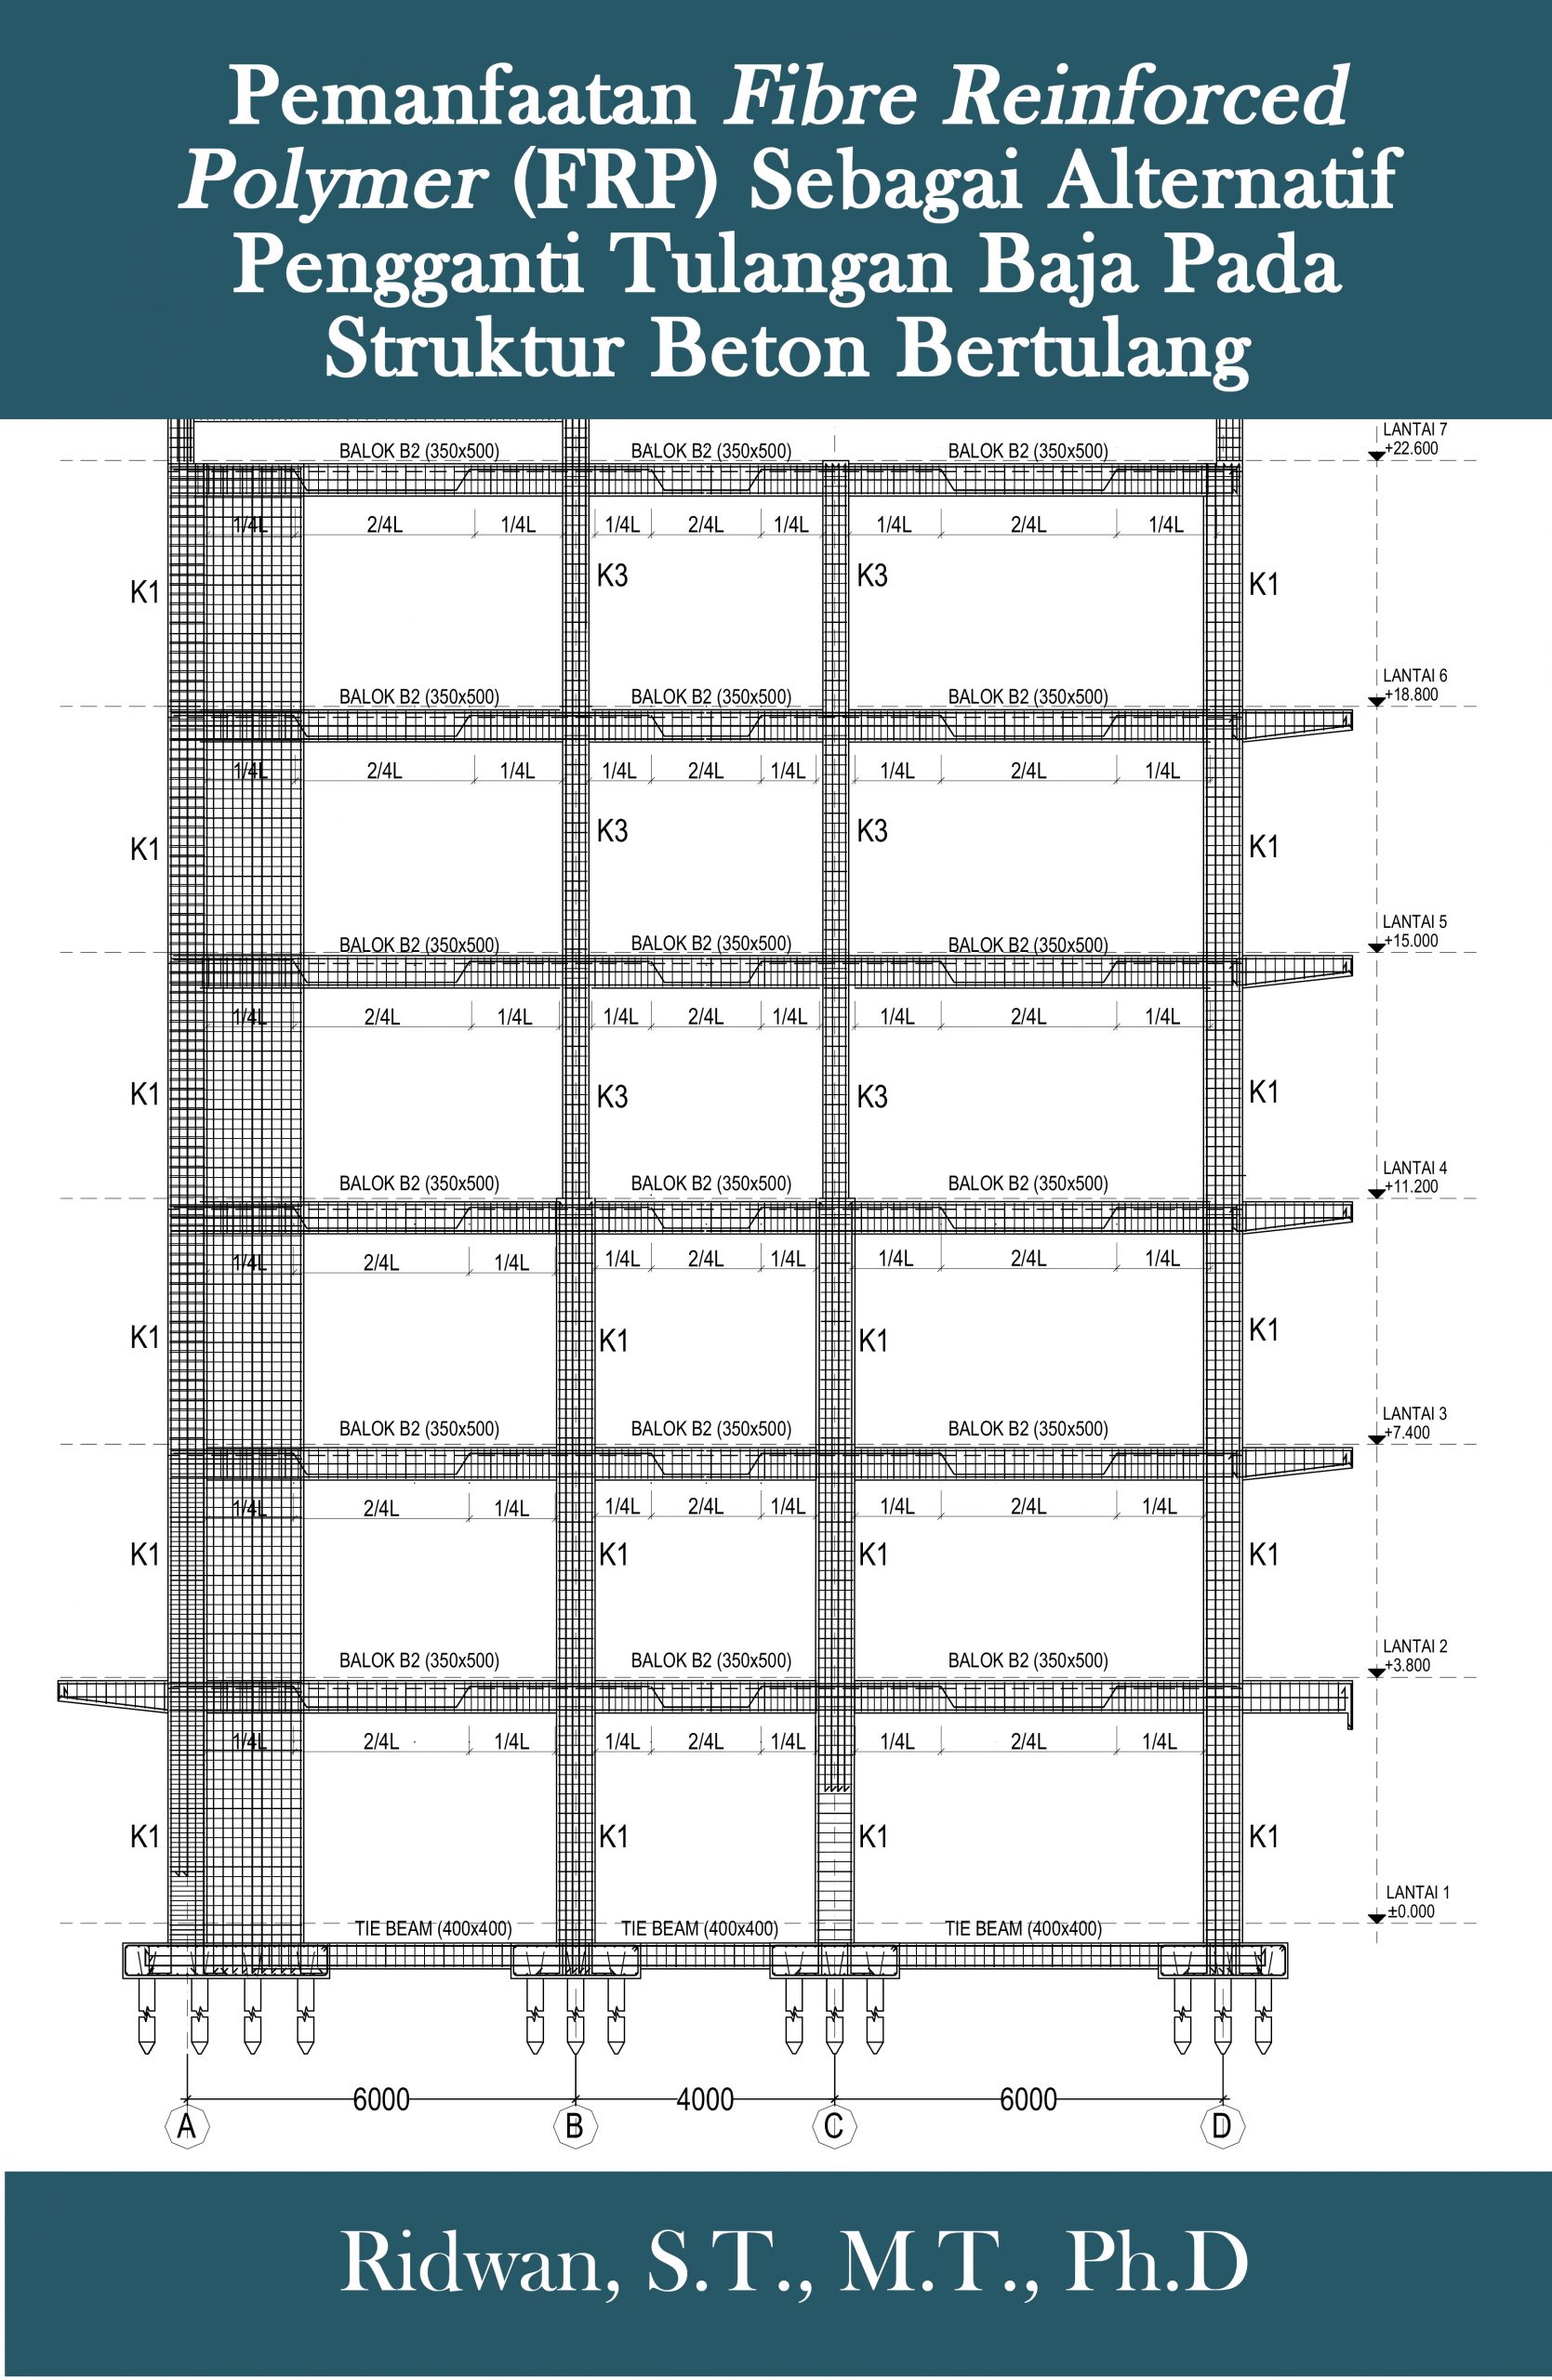 Pemanfaatan Fibre Reinforced
Polymer (FRP) Sebagai Alternatif
Pengganti Tulangan Baja Pada
Struktur Beton Bertulang
LANTAI 7
+22.600
BALOK B2 (350x500) BALOK B2 (350x500) BALOK B2 (350x500)
1/4L 2/4L 1/4L 1/4L 2/4L 1/4L 1/4L 2/4L 1/4L
K1 K3 K3 K1
LANTAI 6
+18.800
BALOK B2 (350x500) BALOK B2 (350x500) BALOK B2 (350x500)
1/4L 2/4L 1/4L 1/4L 2/4L 1/4L 1/4L 2/4L 1/4L
K1 K3 K3 K1
LANTAI 5
+15.000
BALOK B2 (350x500) BALOK B2 (350x500) BALOK B2 (350x500)
1/4L 2/4L 1/4L 1/4L 2/4L 1/4L 1/4L 2/4L 1/4L
K1 K3 K3 K1
LANTAI 4
+11.200
BALOK B2 (350x500) BALOK B2 (350x500) BALOK B2 (350x500)
1/4L 2/4L 1/4L 1/4L 2/4L 1/4L 1/4L 2/4L 1/4L
K1 K1 K1 K1
LANTAI 3
+7.400
BALOK B2 (350x500) BALOK B2 (350x500) BALOK B2 (350x500)
1/4L 2/4L 1/4L 1/4L 2/4L 1/4L 1/4L 2/4L 1/4L
K1 K1 K1 K1
LANTAI 2
+3.800
BALOK B2 (350x500) BALOK B2 (350x500) BALOK B2 (350x500)
1/4L 2/4L 1/4L 1/4L 2/4L 1/4L 1/4L 2/4L 1/4L
K1 K1 K1 K1
LANTAI 1
±0.000
TIE BEAM (400x400) TIE BEAM (400x400) TIE BEAM (400x400)
6000 4000 6000
A B C D
Ridwan, S.T., M.T., Ph.D